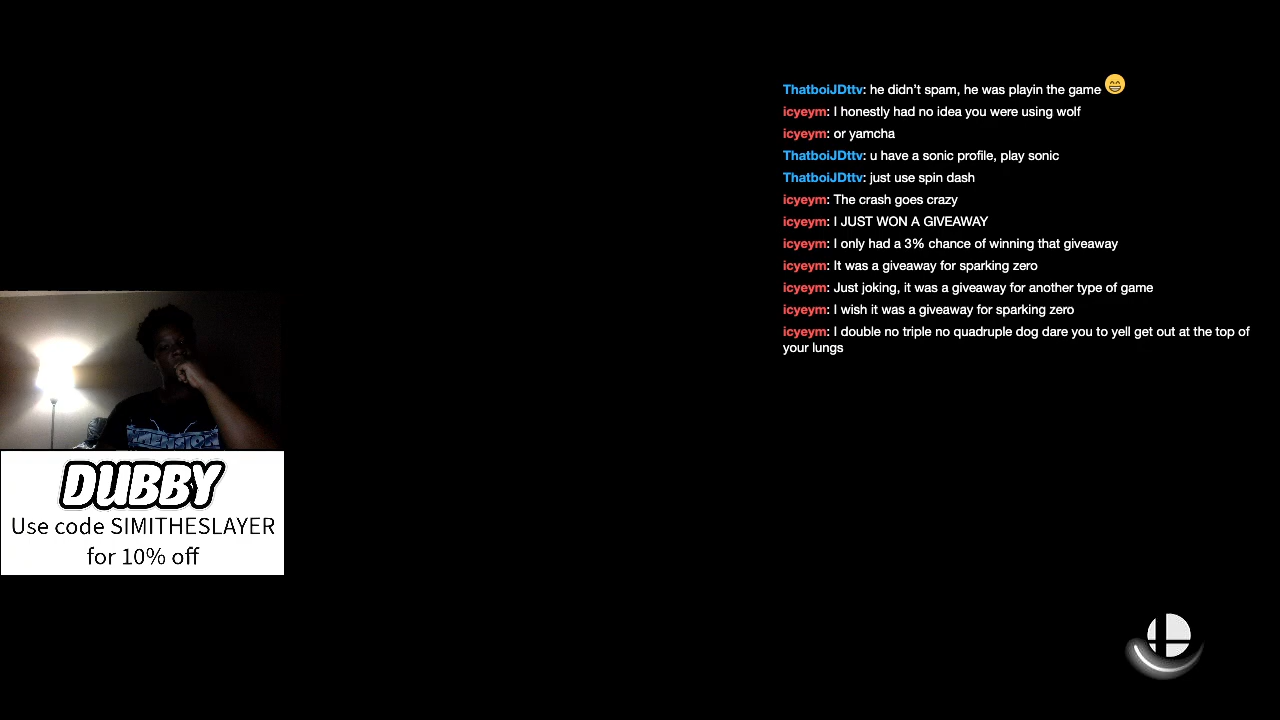 ThatboiJDttv: he didn't spam, he was playin the game 😁
icyeym: I honestly had no idea you were using wolf
icyeym: or yamcha
ThatboiJDttv: u have a sonic profile, play sonic
ThatboiJDttv: just use spin dash
icyeym: The crash goes crazy
icyeym: I JUST WON A GIVEAWAY
icyeym: I only had a 3% chance of winning that giveaway
icyeym: It was a giveaway for sparking zero
icyeym: Just joking, it was a giveaway for another type of game
icyeym: I wish it was a giveaway for sparking zero
icyeym: I double no triple no quadruple dog dare you to yell get out at the top of
your lungs
DUBBY
Use code SIMITHESLAYER
for 10% off